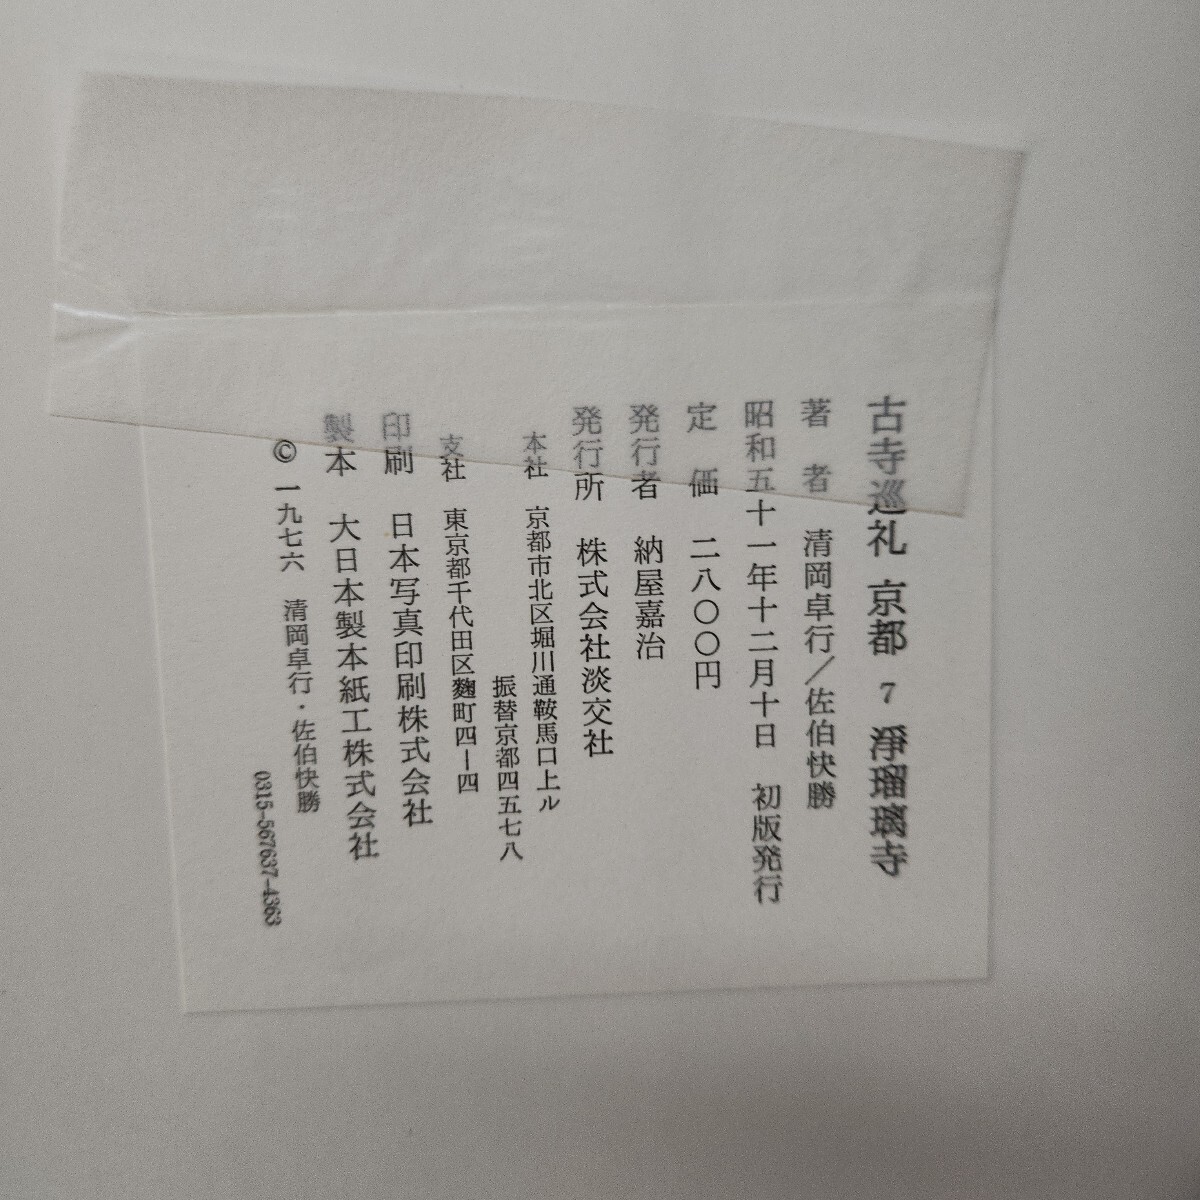 古寺巡礼 京都 7 淨瑠璃寺
著者 清岡卓行／佐伯快勝
昭和五十一年十二月十日 初版発行
定価 二八〇〇円
発行者 納屋嘉治
発行所 株式会社淡交社
本社 京都市北区堀川通鞍馬口上ル
振替京都四五七八
支社 東京都千代田区麴町四ー四
印刷 日本写真印刷株式会社
製本 大日本製本紙工株式会社
© 一九七六 清岡卓行・佐伯快勝
0315-567637-4363